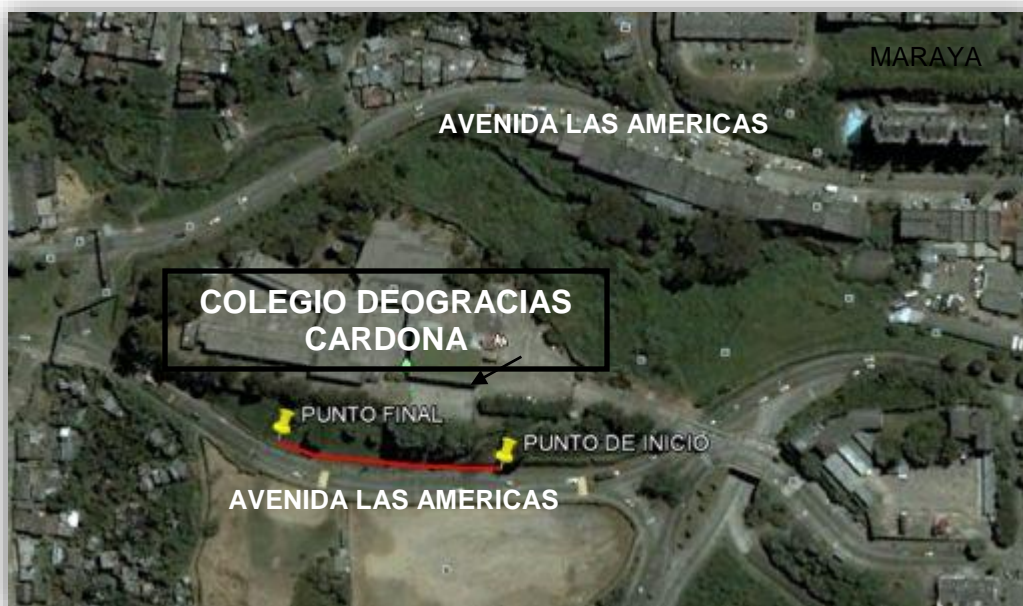 MARAYA
AVENIDA LAS AMERICAS
COLEGIO DEOGRACIAS
CARDONA
PUNTO FINAL
PUNTO DE INICIO
AVENIDA LAS AMERICAS